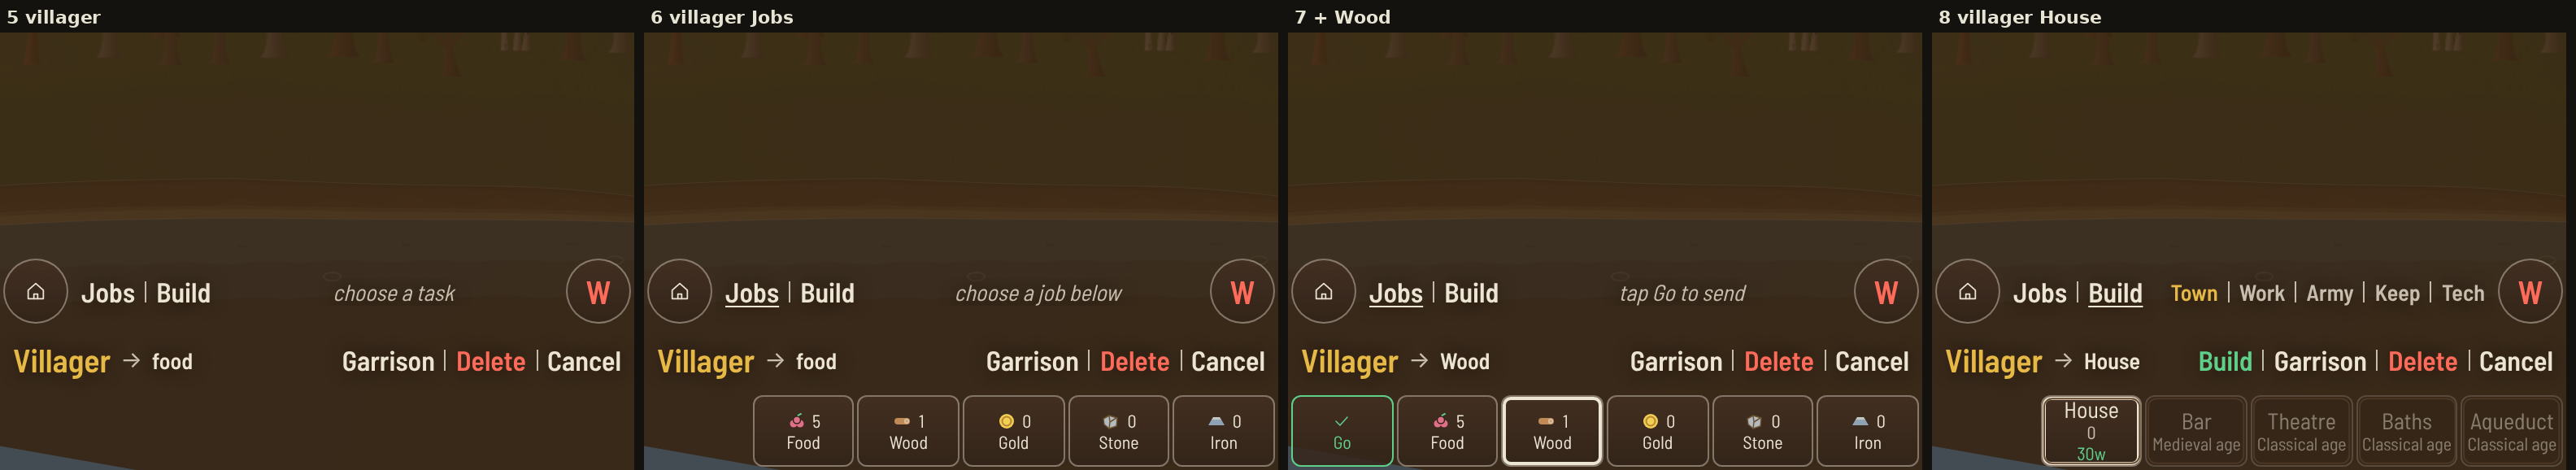 5 villager
Jobs | Build choose a task W
Villager → food Garrison | Delete | Cancel
6 villager Jobs
Jobs | Build choose a job below W
Villager → food Garrison | Delete | Cancel
5 1 0 0 0
Food Wood Gold Stone Iron
7 + Wood
Jobs | Build tap Go to send W
Villager → Wood Garrison | Delete | Cancel
✓ 5 1 0 0 0
Go Food Wood Gold Stone Iron
8 villager House
Jobs | Build Town | Work | Army | Keep | Tech W
Villager → House Build | Garrison | Delete | Cancel
House Bar Theatre Baths Aqueduct
0 Medieval age Classical age Classical age Classical age
30w